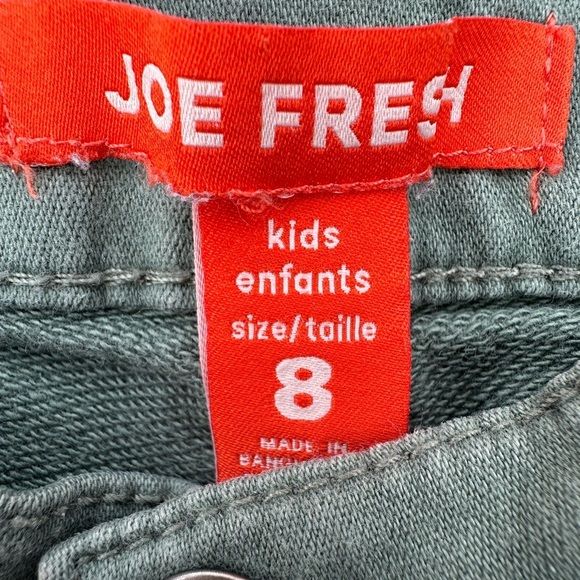 JOE FRESH
kids
enfants
size/taille
8
MADE IN